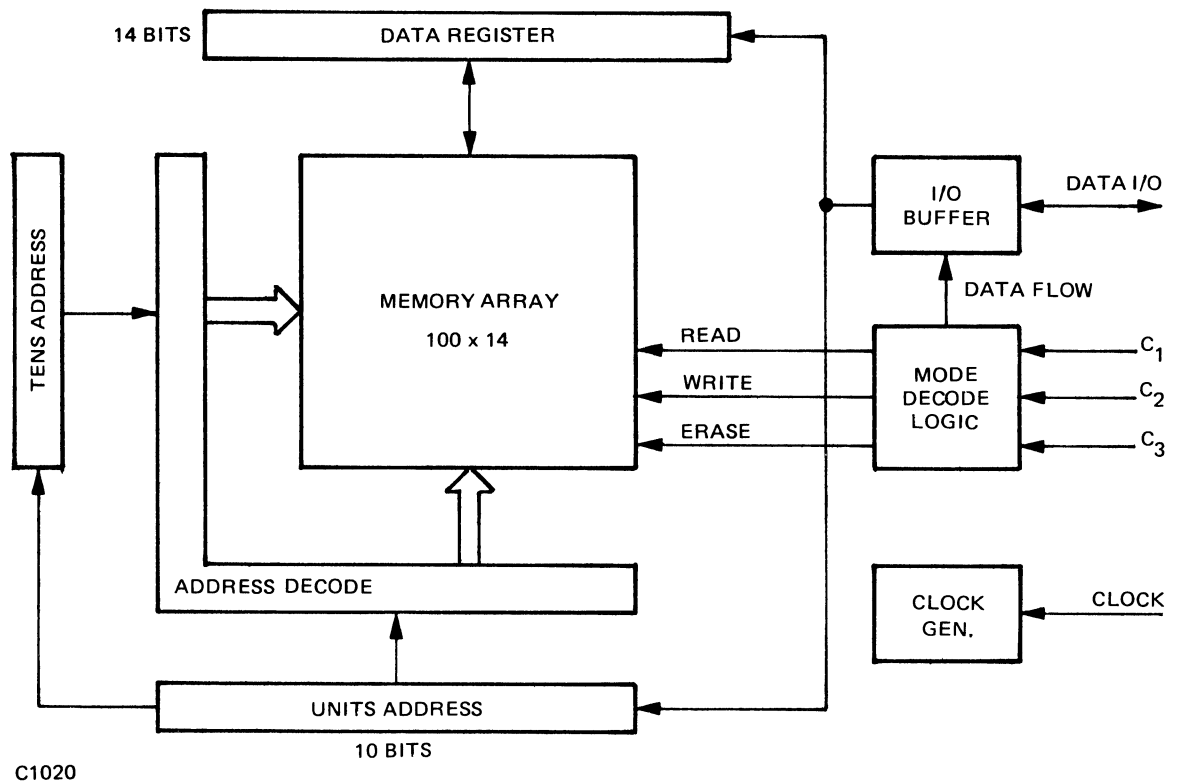 14 BITS
DATA REGISTER
TENS ADDRESS
MEMORY ARRAY
100 x 14
I/O
BUFFER
DATA I/O
DATA FLOW
READ
WRITE
ERASE
MODE
DECODE
LOGIC
C1
C2
C3
ADDRESS DECODE
CLOCK
GEN.
CLOCK
UNITS ADDRESS
10 BITS
C1020